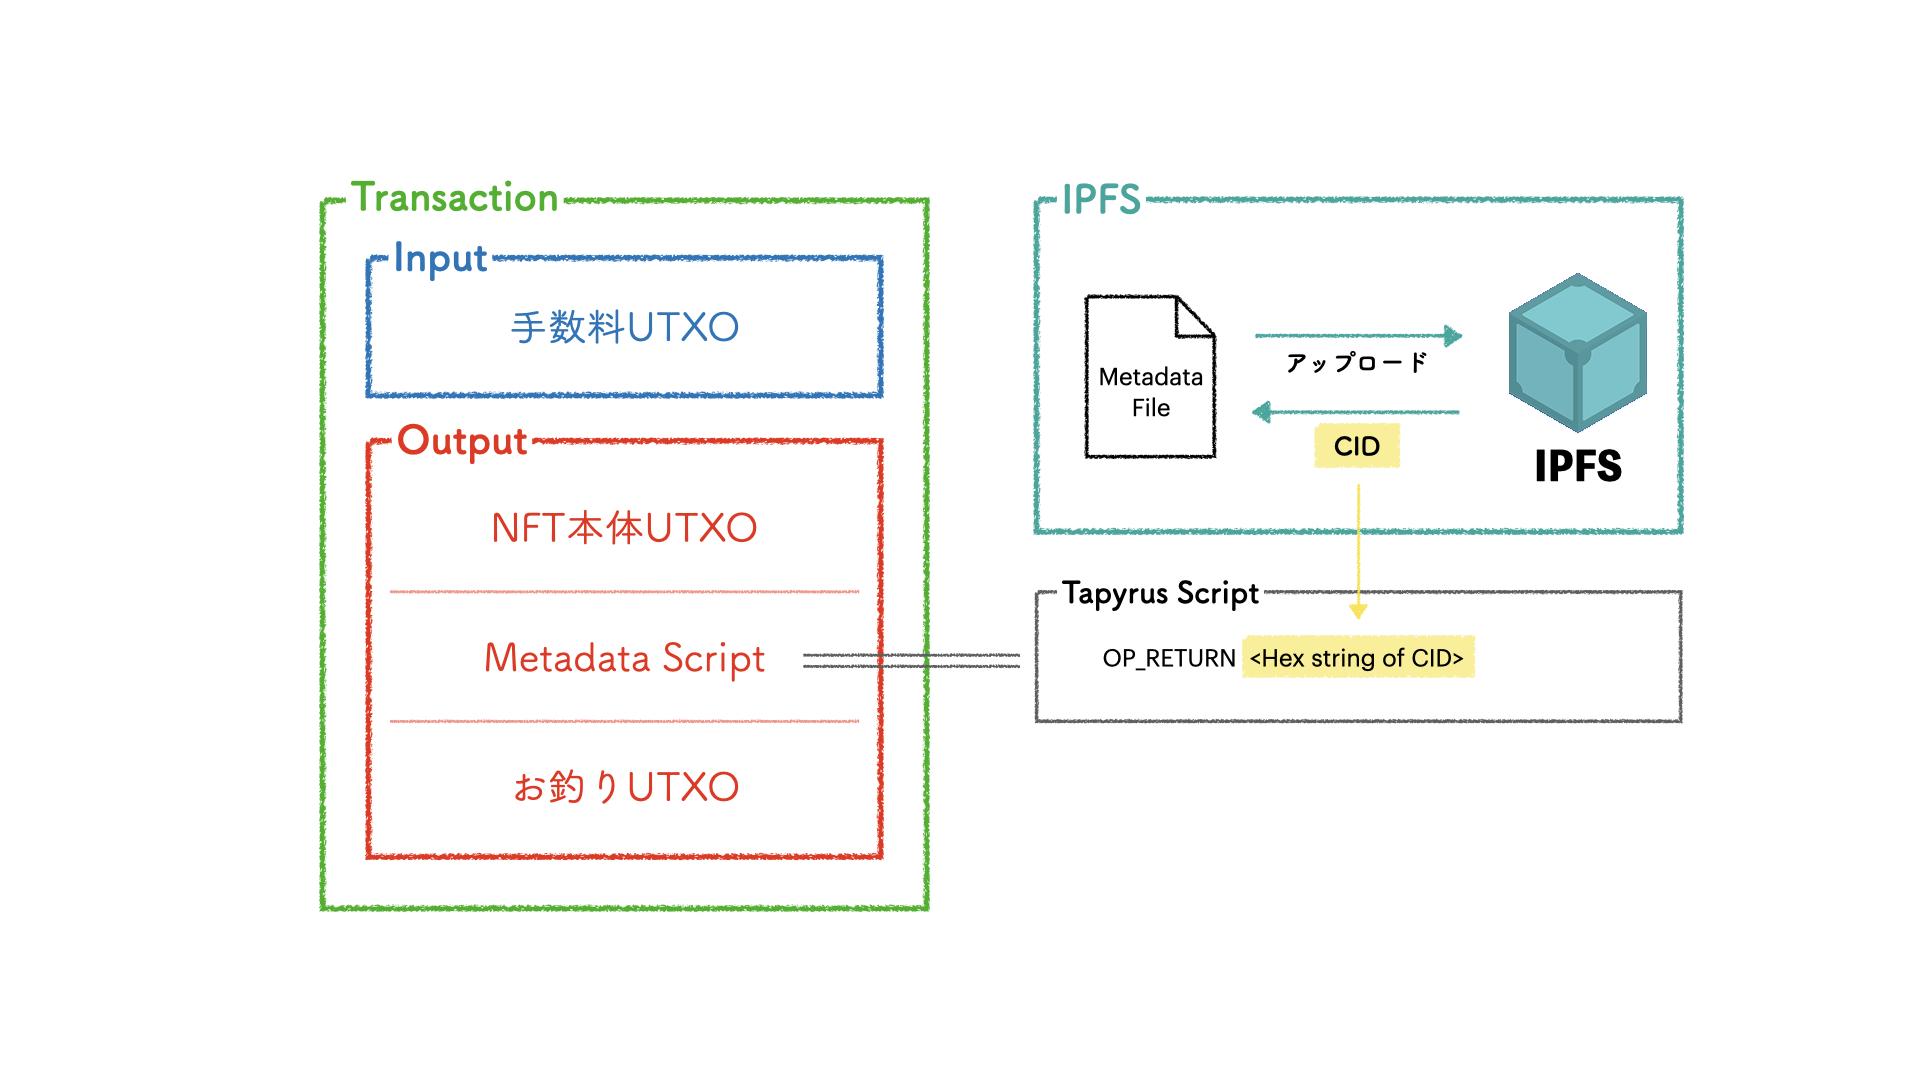 Transaction
Input
手数料UTXO
Output
NFT本体UTXO
Metadata Script
お釣りUTXO
IPFS
Metadata
File
アップロード
CID
IPFS
Tapyrus Script
OP_RETURN <Hex string of CID>